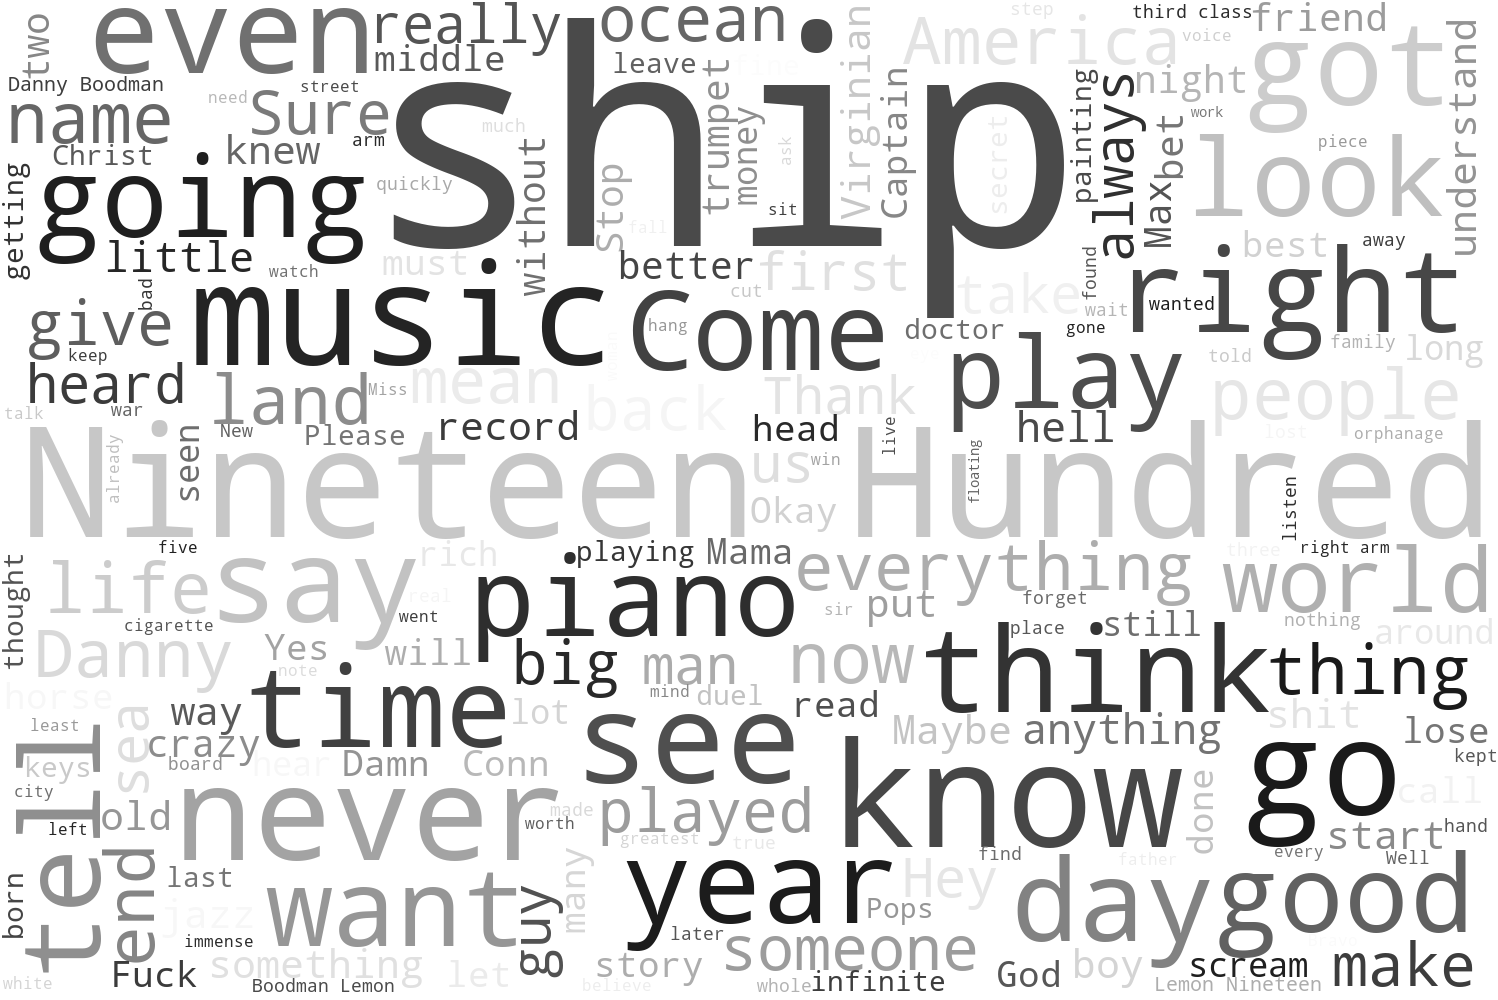 even
really
ocean
ship
America
step
third class
friend
two
middle
leave
fine
voice
got
Danny Boodman
street
need
name
Sure
arm
much
trumpet
money
ask
Virginian
Captain
secret
painting
always
night
work
bet
understand
Christ
knew
quickly
without
Stop
sit
Max
look
piece
getting
going
little
watch
must
fall
better
first
found
best
away
bad
give
music
cut
Come
hang
take
doctor
wait
wanted
right
gone
keep
told
family
long
heard
land
Miss
mean
back
Thank
play
people
talk
war
New
Please
record
head
live
hell
lost
orphanage
Nineteen Hundred
already
seen
us
win
floating
Okay
listen
five
rich
playing
Mama
everything
three
right arm
world
thought
life
say
real
went
piano
sir
put
forget
nothing
cigarette
Danny
Yes
note
will
big
man
now
think
place
still
around
thing
horse
mind
duel
read
least
sea
way
time
lot
see
Maybe
anything
shit
lose
crazy
keys
board
hear
Damn
Conn
know
go
kept
city
call
tell
left
old
never
made
worth
played
greatest
true
done
start
hand
every
Well
find
father
born
end
last
want
guy
many
year
Hey
day
good
jazz
Pops
immense
later
someone
bravo
white
Fuck
something
let
story
believe
whole
infinite
God
boy
scream
make
Boodman Lemon
Lemon Nineteen